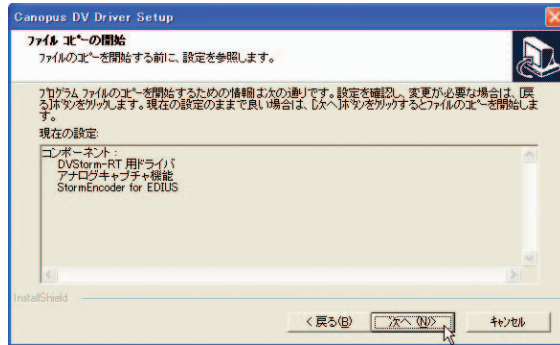 Canopus DV Driver Setup
ファイル コピーの開始
ファイルのコピーを開始する前に、設定を参照します。
プログラム ファイルのコピーを開始するための情報は次の通りです。設定を確認し、変更が必要な場合は、[戻
る]ボタンをクリックします。現在の設定のままで良い場合は、[次へ]ボタンをクリックするとファイルのコピーを開始しま
す。
現在の設定:
コンポーネント:
DVStorm-RT 用ドライバ
アナログキャプチャ機能
StormEncoder for EDIUS
InstallShield
< 戻る(B)
次へ (N)>
キャンセル